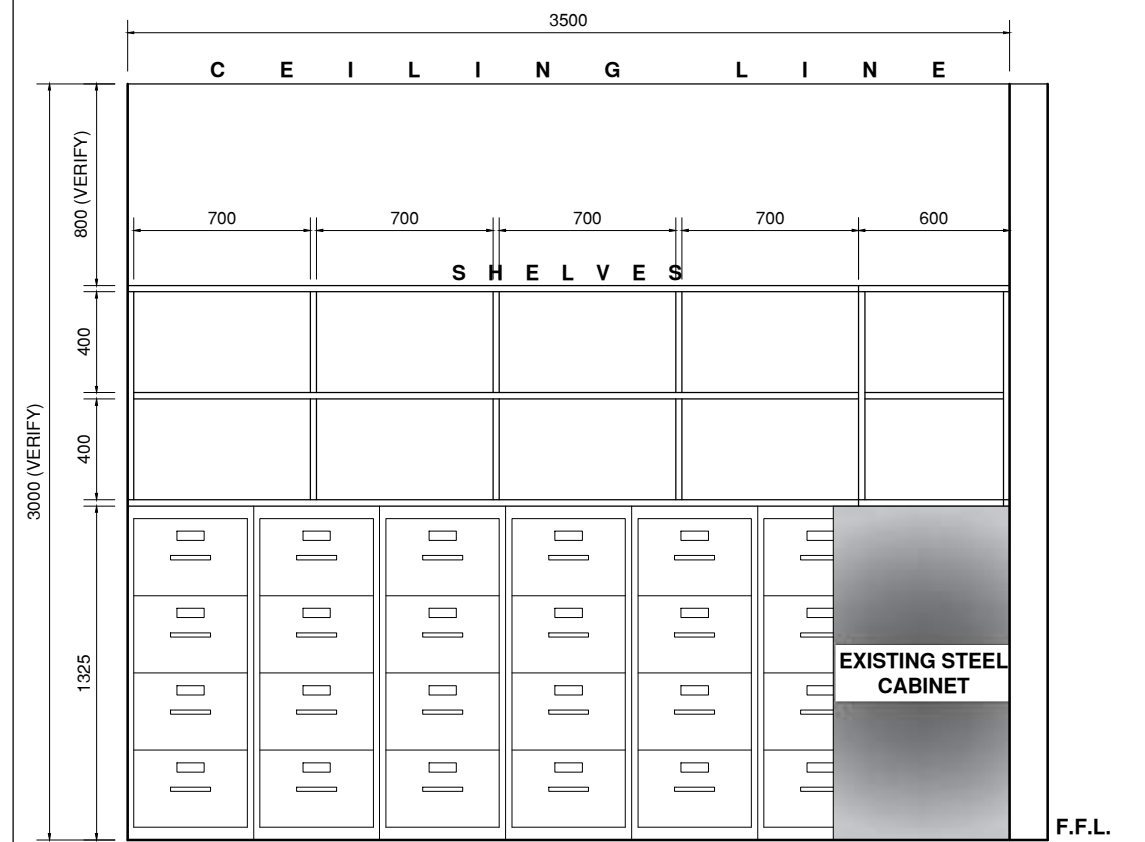 3500
C E I L I N G L I N E
800 (VERIFY)
700 700 700 700 600
S H E L V E S
400
400
3000 (VERIFY)
1325
EXISTING STEEL
CABINET
F.F.L.